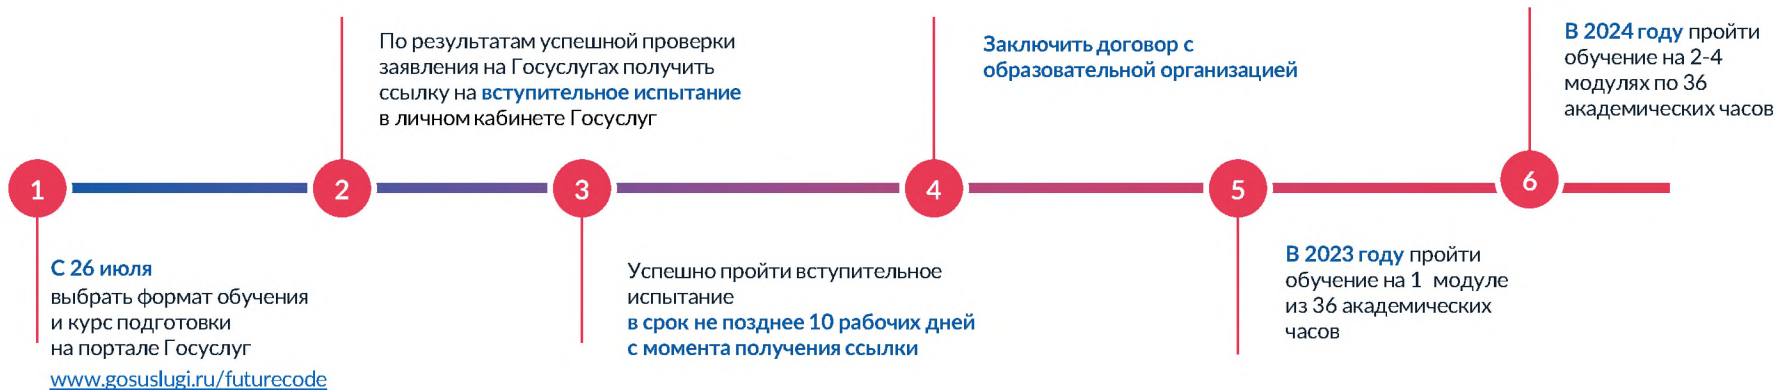 1
С 26 июля
выбрать формат обучения
и курс подготовки
на портале Госуслуг
www.gosuslugi.ru/futurecode
2
По результатам успешной проверки
заявления на Госуслугах получить
ссылку на вступительное испытание
в личном кабинете Госуслуг
3
Успешно пройти вступительное
испытание
в срок не позднее 10 рабочих дней
с момента получения ссылки
4
Заключить договор с
образовательной организацией
5
В 2023 году пройти
обучение на 1 модуле
из 36 академических
часов
6
В 2024 году пройти
обучение на 2-4
модулях по 36
академических часов